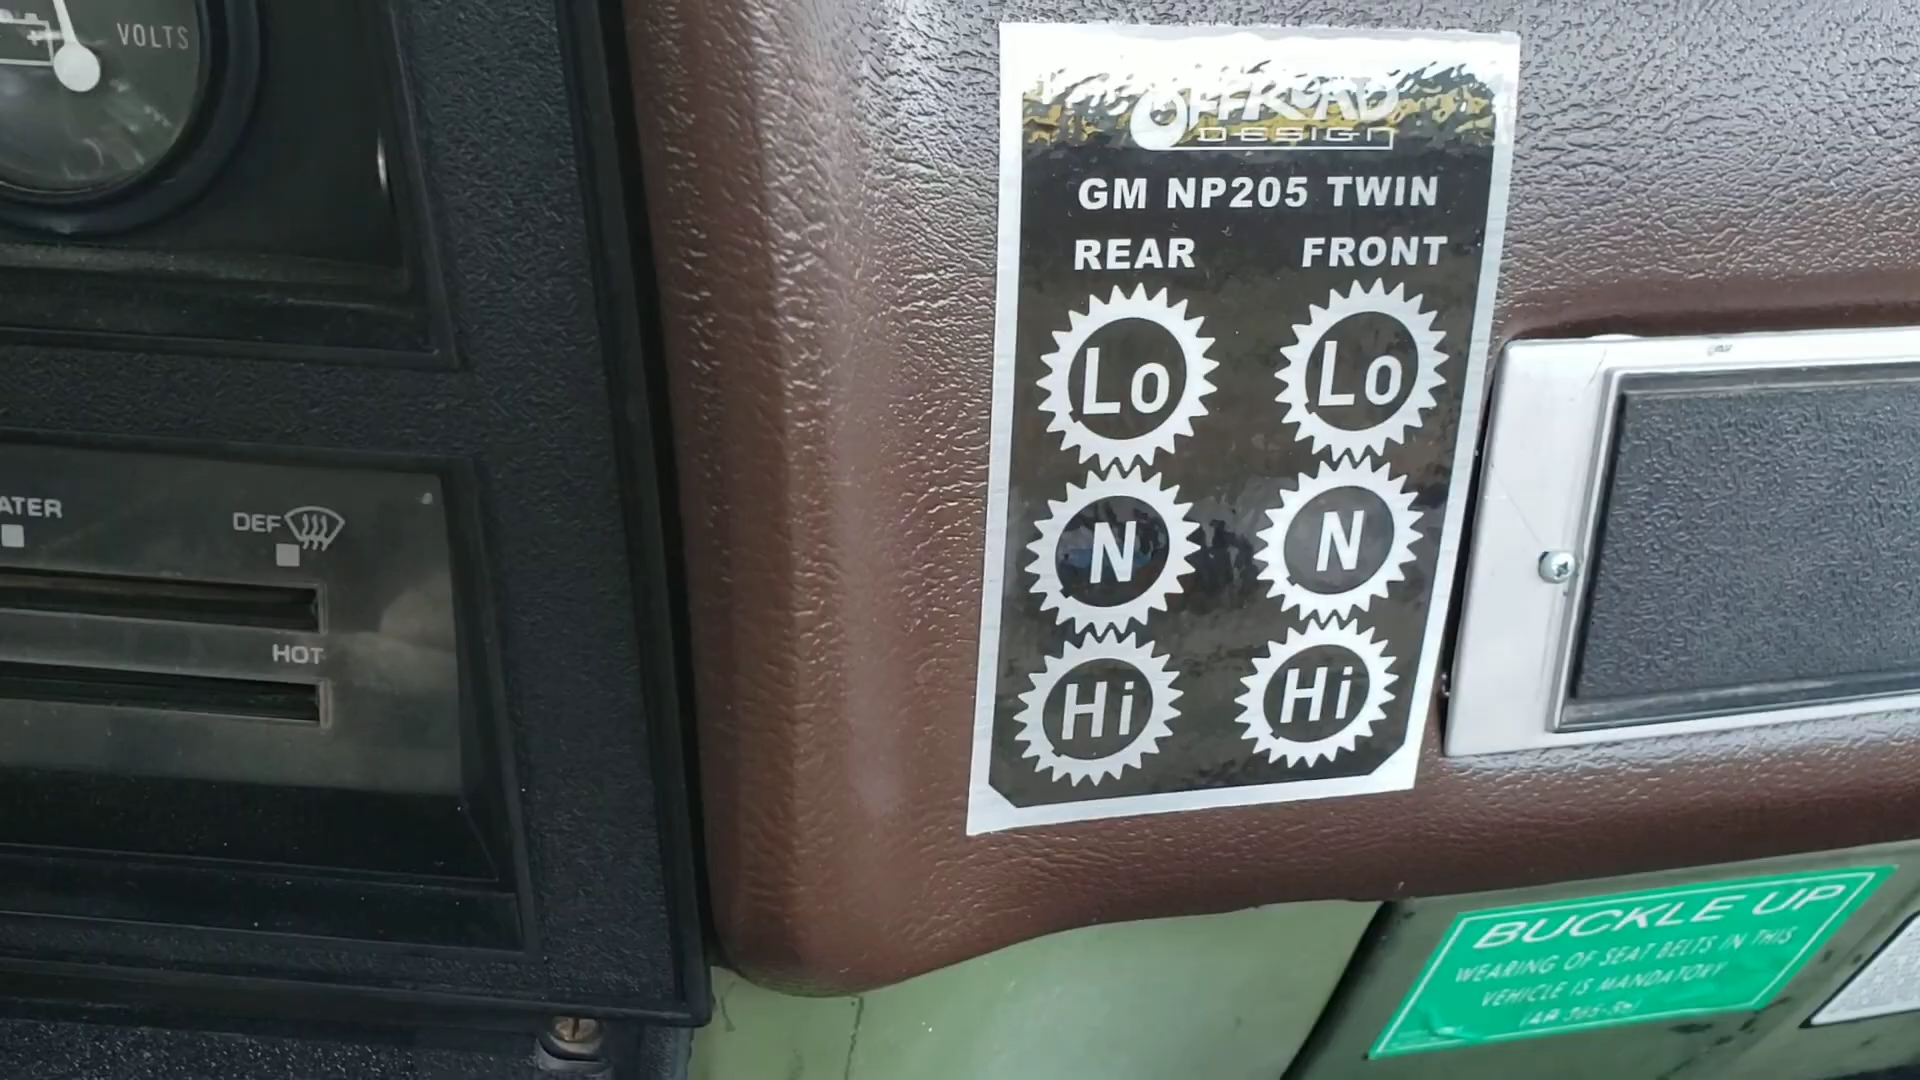 VOLTS
DEF
HOT
OFFROAD
DESIGN
GM NP205 TWIN
REAR FRONT
Lo Lo
N N
Hi Hi
BUCKLE UP
WEARING OF SEAT BELTS IN THIS
VEHICLE IS MANDATORY